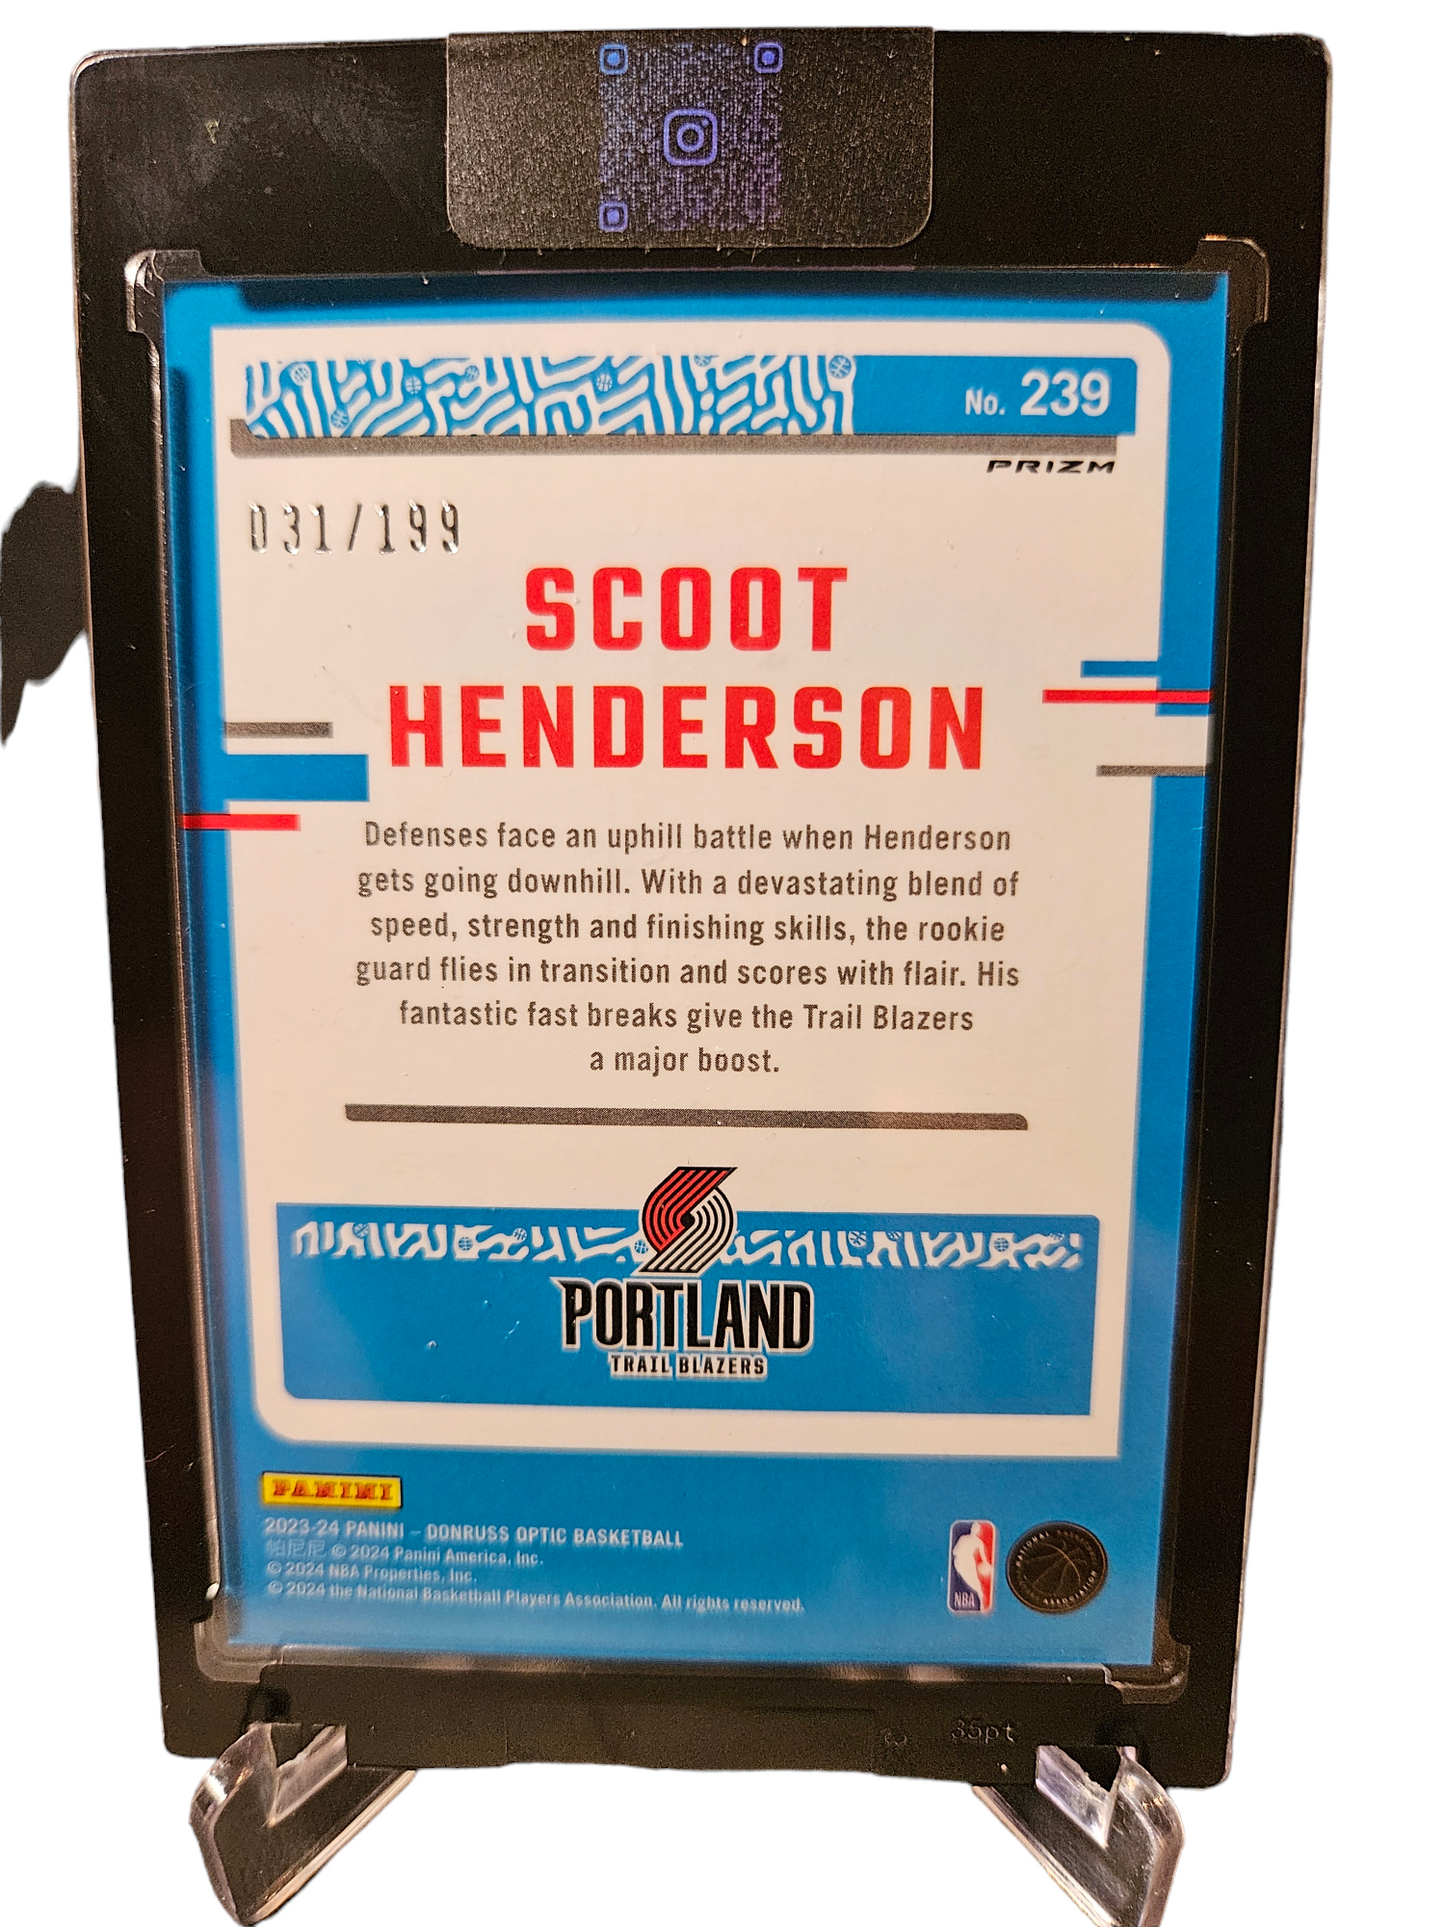 No. 239
PRIZM
031/199
SCOOT
HENDERSON
Defenses face an uphill battle when Henderson
gets going downhill. With a devastating blend of
speed, strength and finishing skills, the rookie
guard flies in transition and scores with flair. His
fantastic fast breaks give the Trail Blazers
a major boost.
PORTLAND
TRAIL BLAZERS
PANINI
2023-24 PANINI – DONRUSS OPTIC BASKETBALL
帕尼尼 © 2024 Panini America, Inc.
© 2024 NBA Properties, Inc.
© 2024 the National Basketball Players Association. All rights reserved.
NBA
35pt